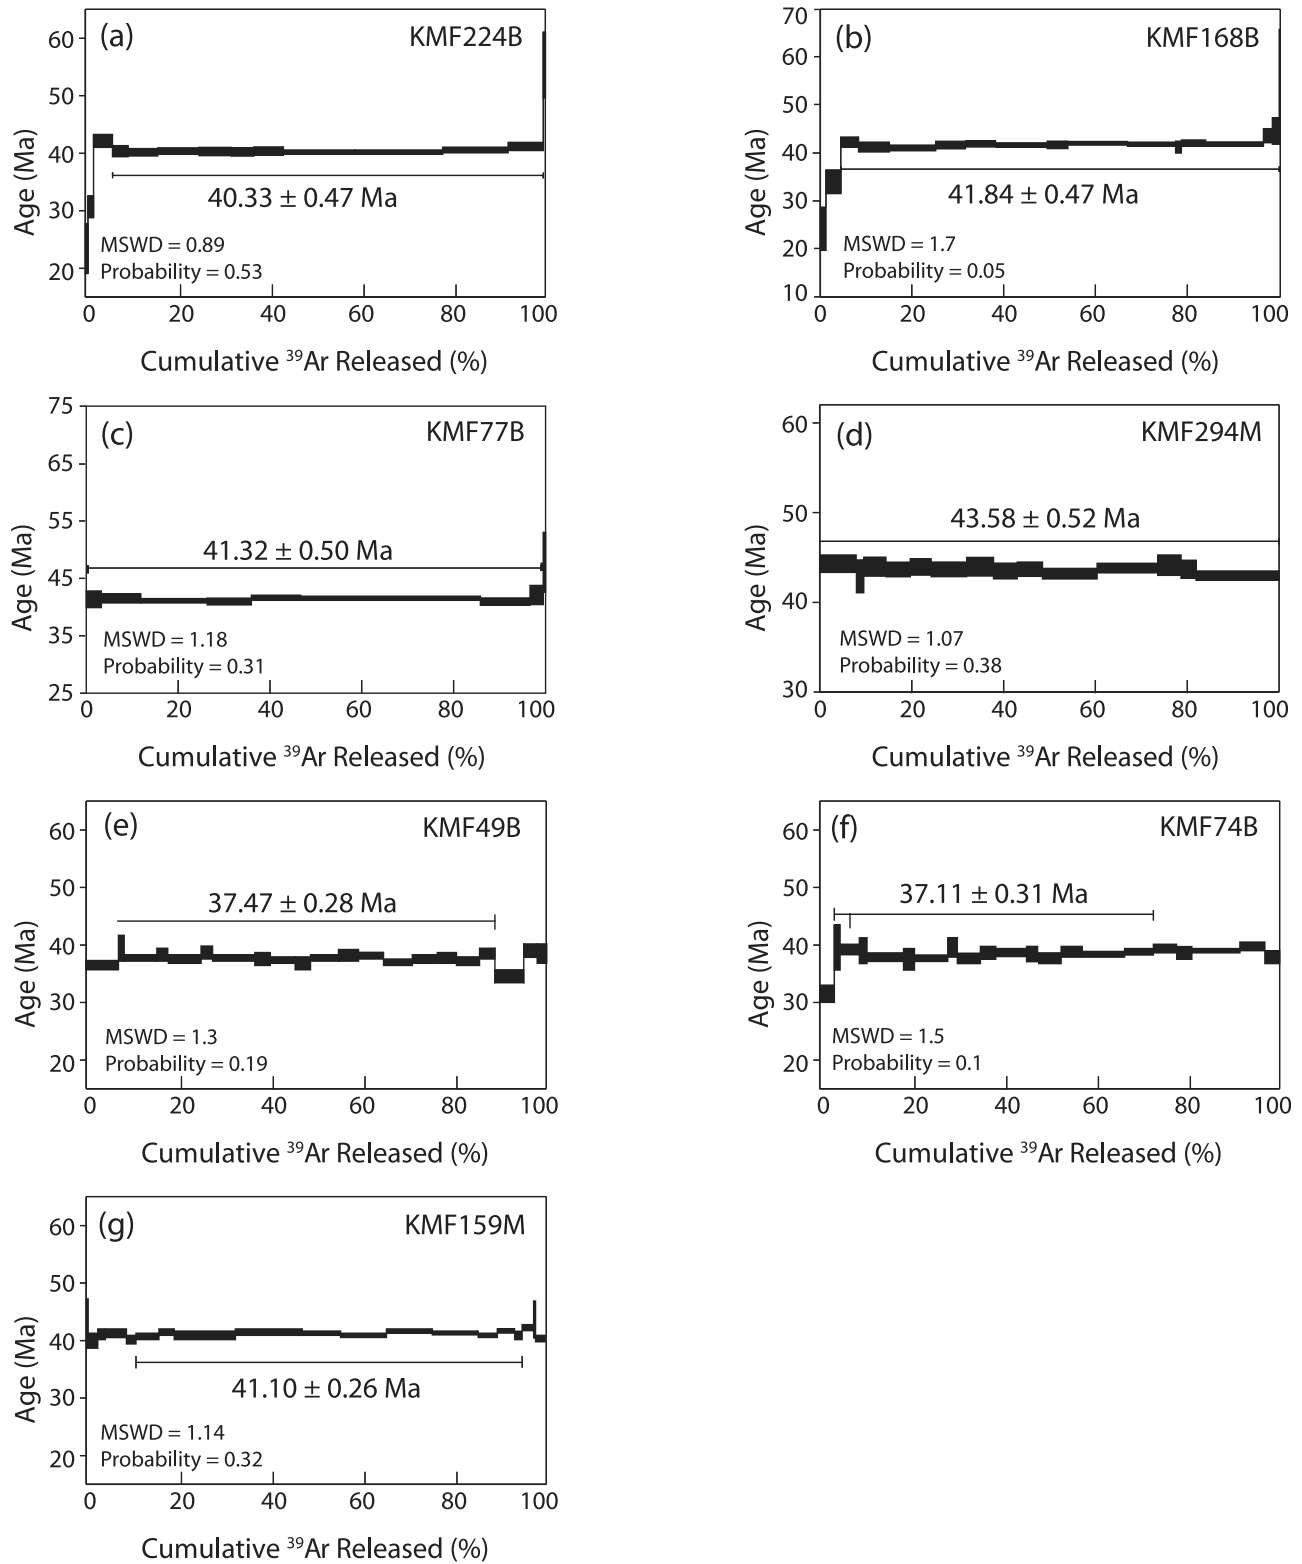 (a) KMF224B
60
50
40
30
20
Age (Ma)
40.33 ± 0.47 Ma
MSWD = 0.89
Probability = 0.53
0 20 40 60 80 100
Cumulative ³⁹Ar Released (%)
(b) KMF168B
70
60
50
40
30
20
10
Age (Ma)
41.84 ± 0.47 Ma
MSWD = 1.7
Probability = 0.05
0 20 40 60 80 100
Cumulative ³⁹Ar Released (%)
(c) KMF77B
75
65
55
45
35
25
Age (Ma)
41.32 ± 0.50 Ma
MSWD = 1.18
Probability = 0.31
0 20 40 60 80 100
Cumulative ³⁹Ar Released (%)
(d) KMF294M
60
50
40
30
Age (Ma)
43.58 ± 0.52 Ma
MSWD = 1.07
Probability = 0.38
0 20 40 60 80 100
Cumulative ³⁹Ar Released (%)
(e) KMF49B
60
50
40
30
20
Age (Ma)
37.47 ± 0.28 Ma
MSWD = 1.3
Probability = 0.19
0 20 40 60 80 100
Cumulative ³⁹Ar Released (%)
(f) KMF74B
60
50
40
30
20
Age (Ma)
37.11 ± 0.31 Ma
MSWD = 1.5
Probability = 0.1
0 20 40 60 80 100
Cumulative ³⁹Ar Released (%)
(g) KMF159M
60
50
40
30
20
Age (Ma)
41.10 ± 0.26 Ma
MSWD = 1.14
Probability = 0.32
0 20 40 60 80 100
Cumulative ³⁹Ar Released (%)